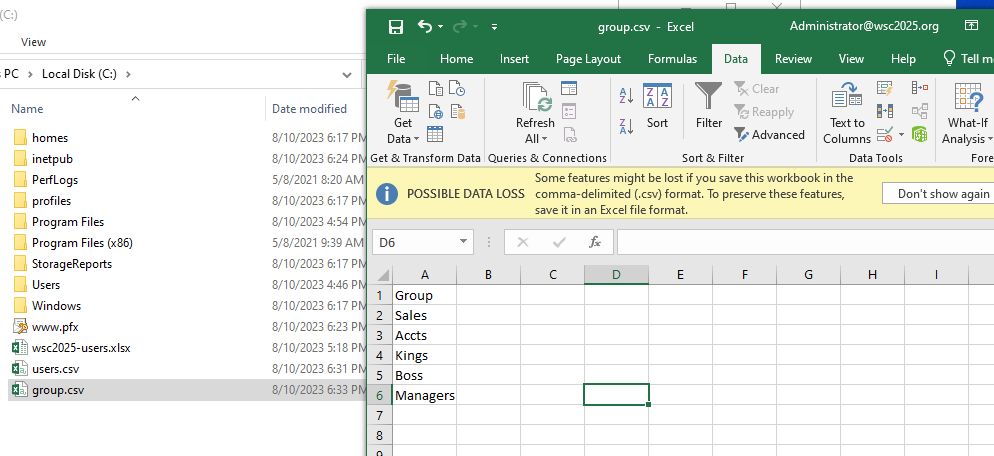 (C:)
View
s PC > Local Disk (C:) >
Name Date modified
homes 8/10/2023 6:17 PM
inetpub 8/10/2023 6:24 PM
PerfLogs 5/8/2021 8:20 AM
profiles 8/10/2023 6:17 PM
Program Files 8/10/2023 4:54 PM
Program Files (x86) 5/8/2021 9:39 AM
StorageReports 8/10/2023 6:17 PM
Users 8/10/2023 4:46 PM
Windows 8/10/2023 6:17 PM
www.pfx 8/10/2023 6:23 PM
wsc2025-users.xlsx 8/10/2023 5:18 PM
users.csv 8/10/2023 6:31 PM
group.csv 8/10/2023 6:33 PM
group.csv - Excel Administrator@wsc2025.org
File Home Insert Page Layout Formulas Data Review View Help Tell m
Get Data
Get & Transform Data
Refresh All
Queries & Connections
Sort
Filter
Clear
Reapply
Advanced
Sort & Filter
Text to Columns
Data Tools
What-If Analysis
Fore
POSSIBLE DATA LOSS
Some features might be lost if you save this workbook in the
comma-delimited (.csv) format. To preserve these features,
save it in an Excel file format.
Don't show again
D6 fx
A B C D E F G H I
1 Group
2 Sales
3 Accts
4 Kings
5 Boss
6 Managers
7
8
9